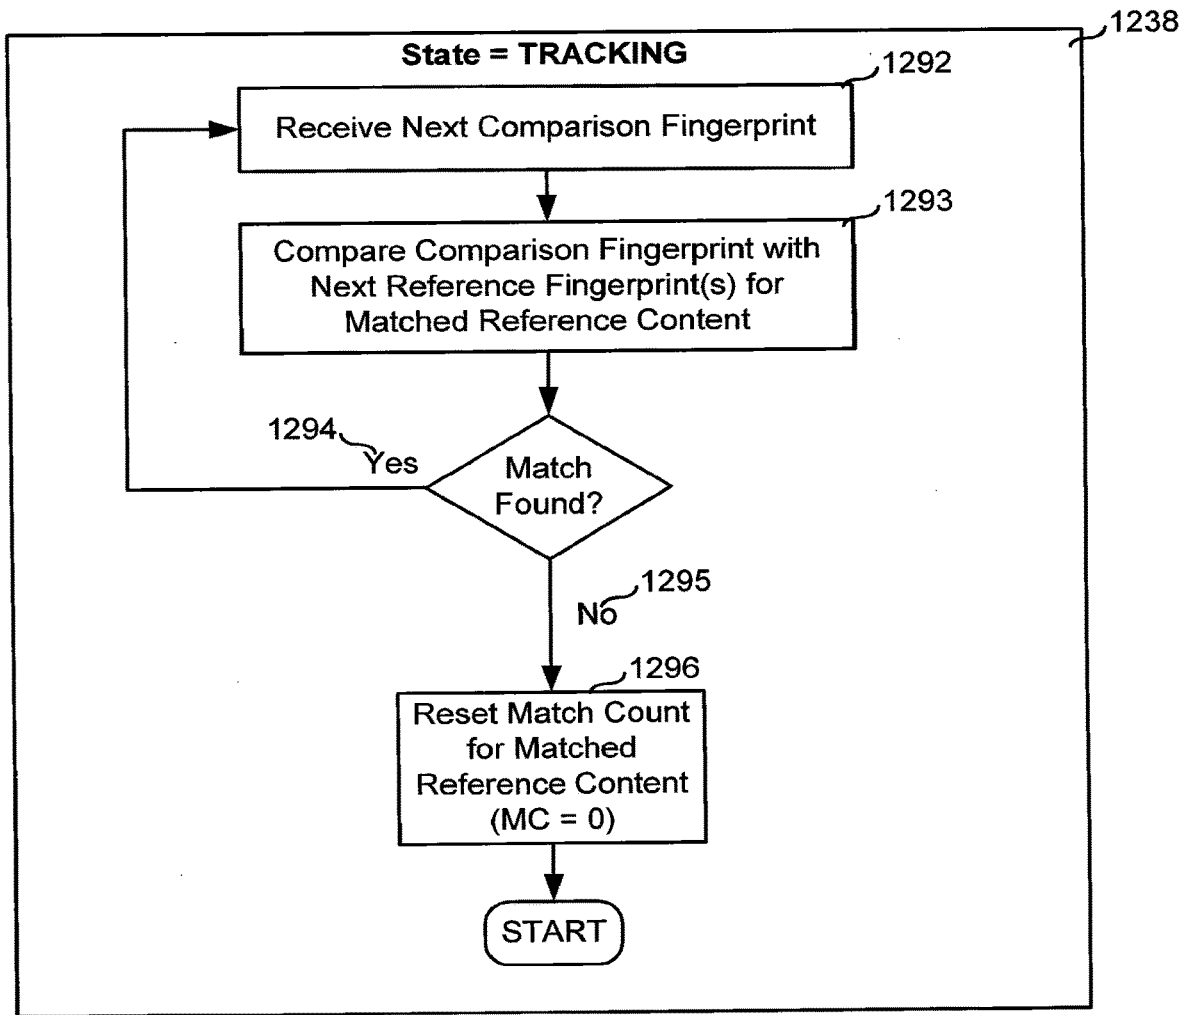 1238
State = TRACKING
1292
Receive Next Comparison Fingerprint
1293
Compare Comparison Fingerprint with
Next Reference Fingerprint(s) for
Matched Reference Content
1294
Yes
Match
Found?
1295
No
1296
Reset Match Count
for Matched
Reference Content
(MC = 0)
START